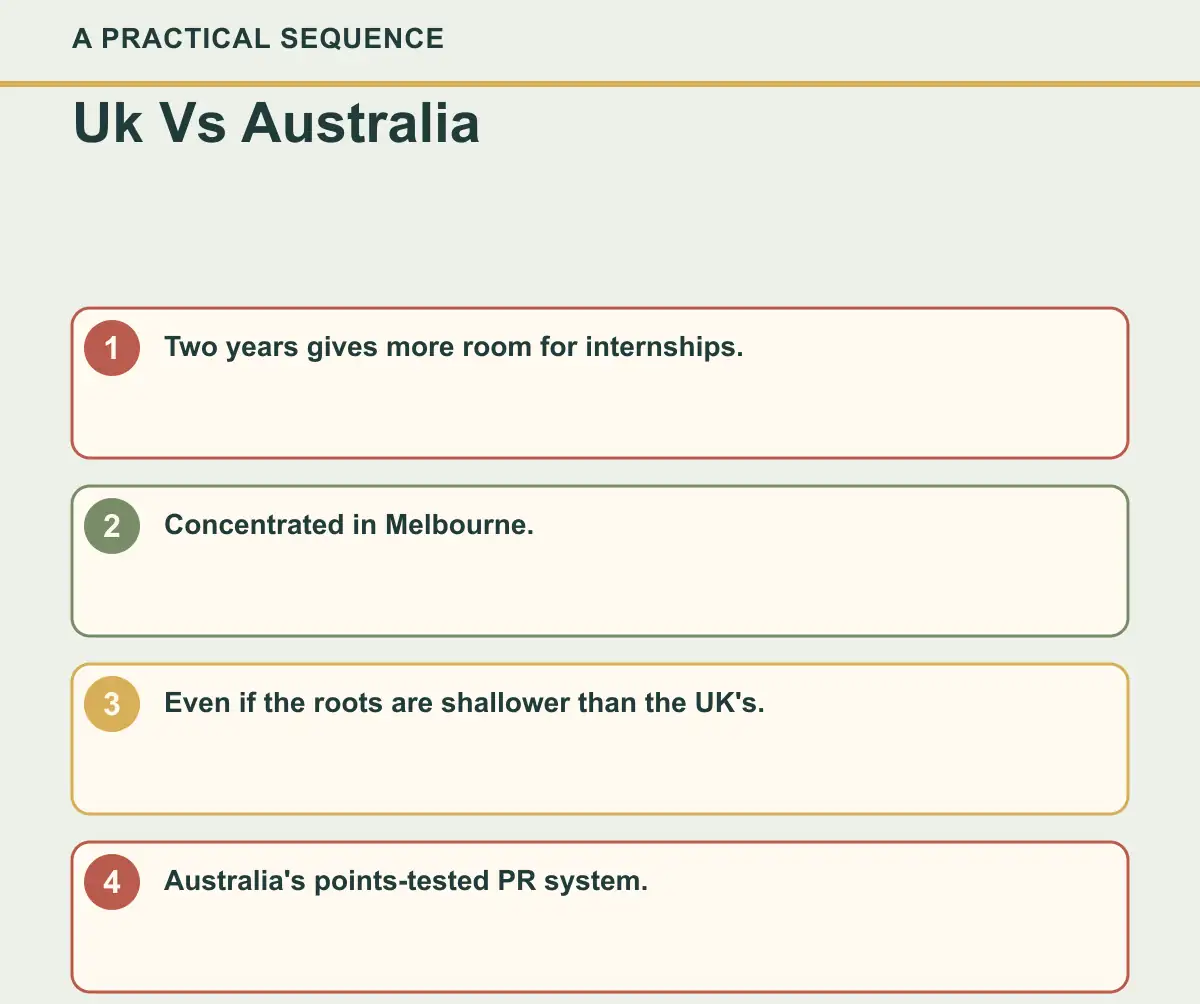 A PRACTICAL SEQUENCE
Uk Vs Australia
1 Two years gives more room for internships.
2 Concentrated in Melbourne.
3 Even if the roots are shallower than the UK's.
4 Australia's points-tested PR system.